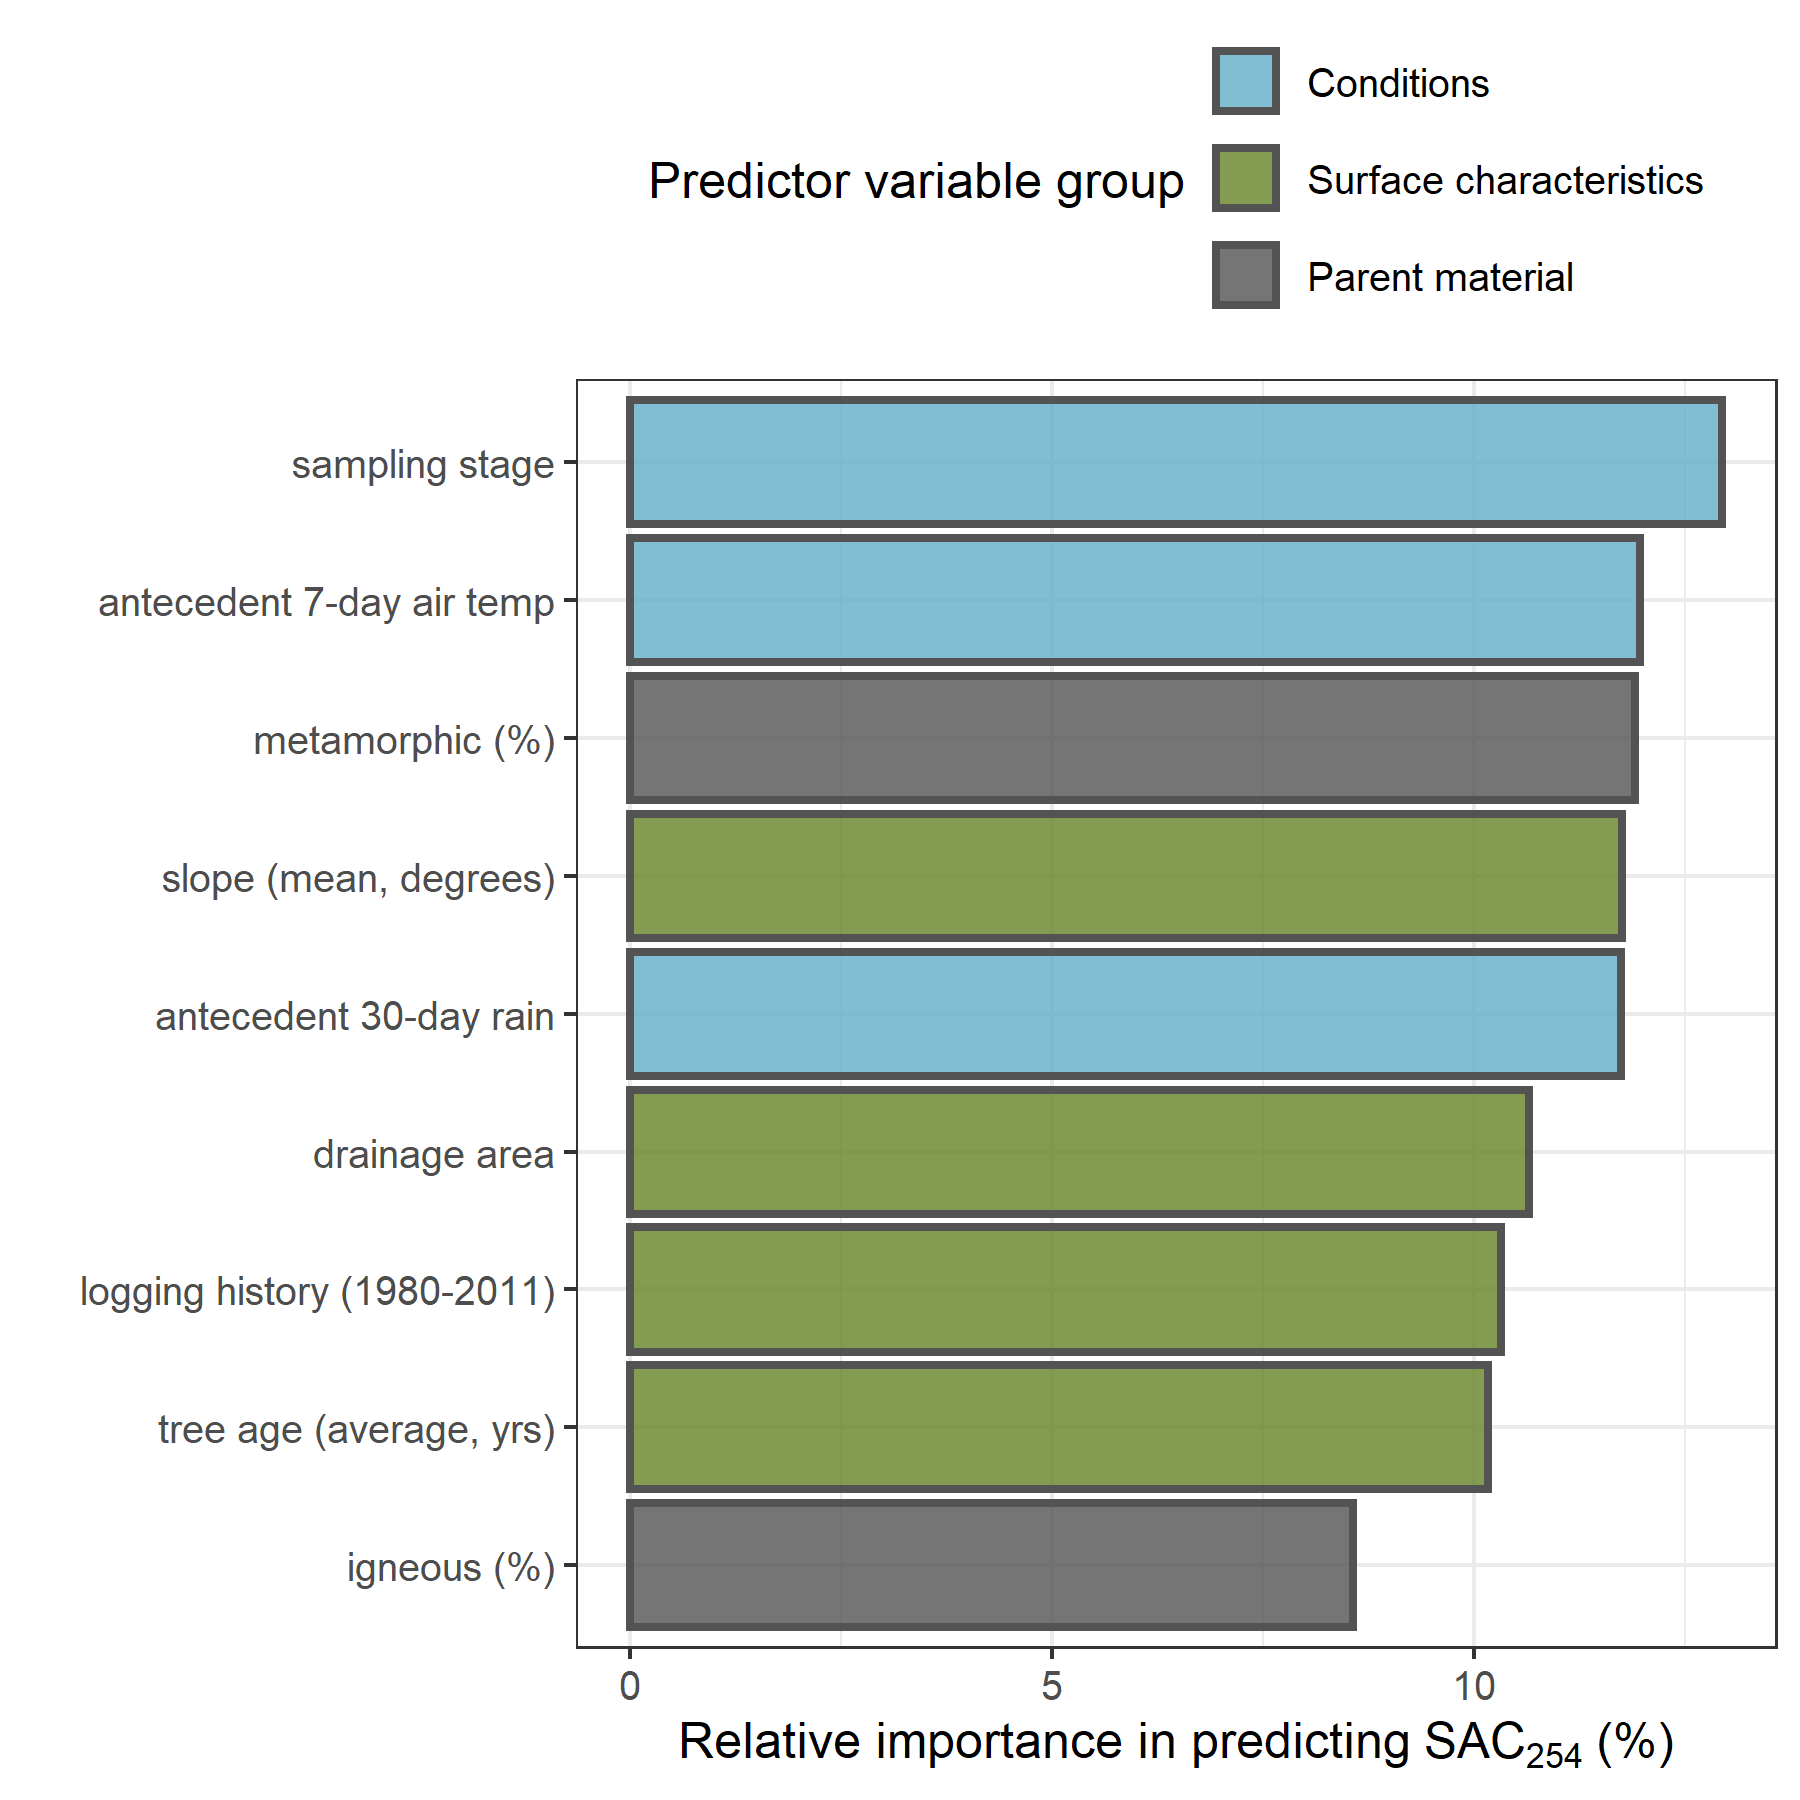 Conditions
Predictor variable group
Surface characteristics
Parent material
sampling stage
antecedent 7-day air temp
metamorphic (%)
slope (mean, degrees)
antecedent 30-day rain
drainage area
logging history (1980-2011)
tree age (average, yrs)
igneous (%)
0 5 10
Relative importance in predicting SAC₂₅₄ (%)